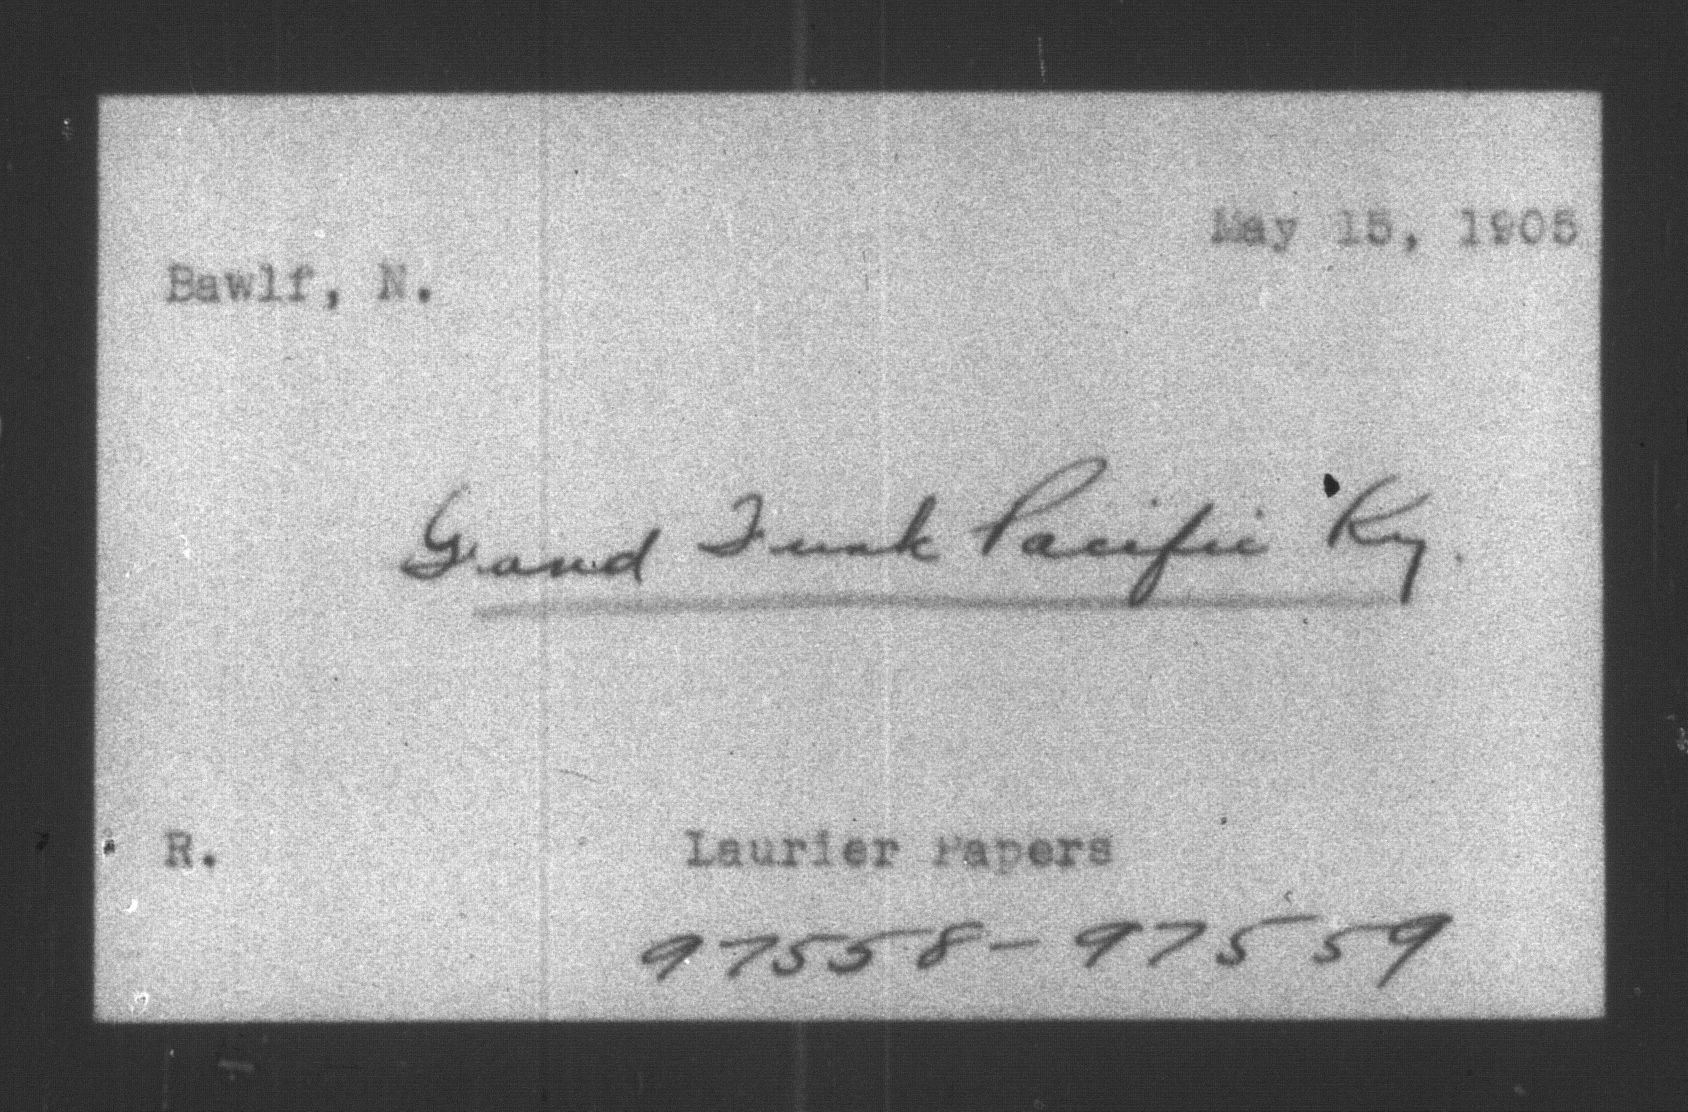 May 15, 1905
Bawlf, N.
Grand Trunk Pacific Ry.
R.
Laurier Papers
97558-97559